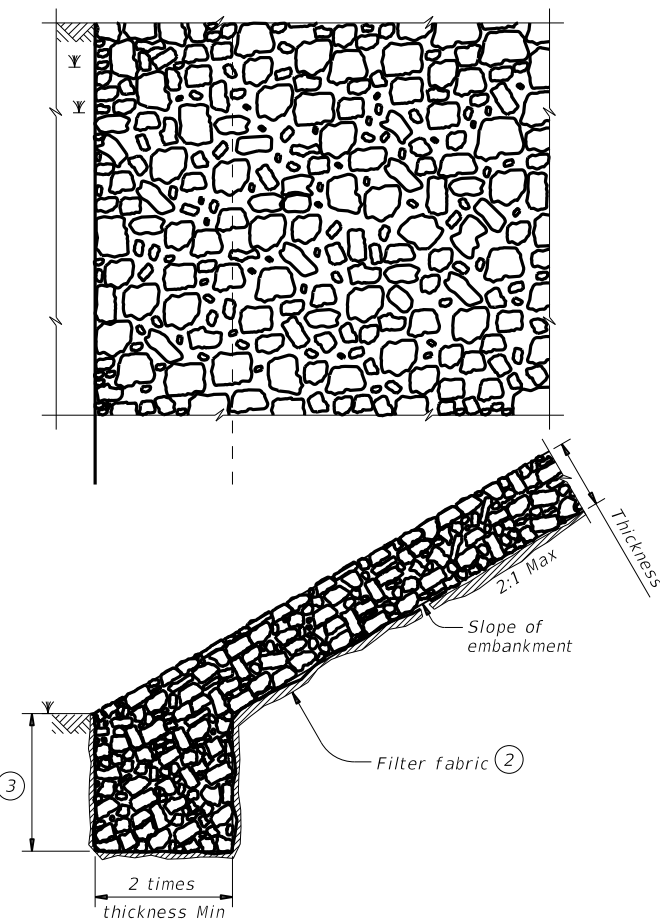 Thickness
2:1 Max
Slope of
embankment
Filter fabric 2
3
2 times
thickness Min